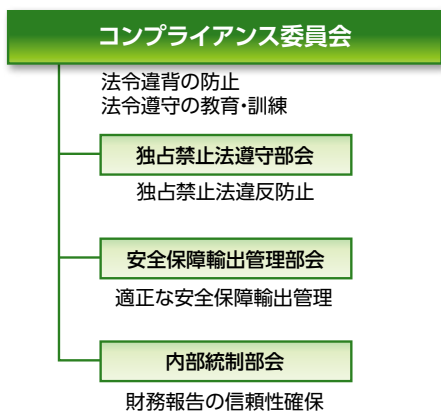 コンプライアンス委員会
法令違背の防止
法令遵守の教育・訓練
独占禁止法遵守部会
独占禁止法違反防止
安全保障輸出管理部会
適正な安全保障輸出管理
内部統制部会
財務報告の信頼性確保